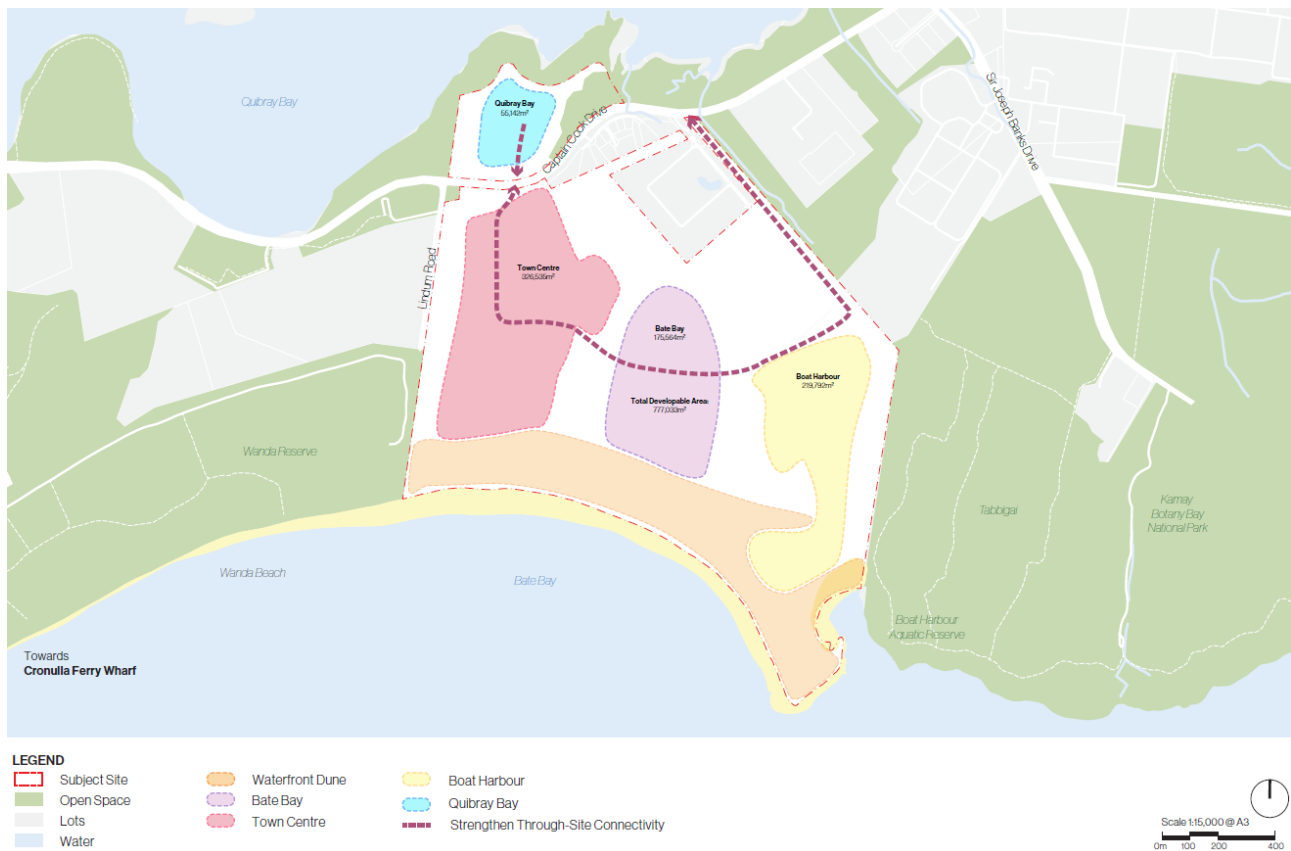 Quibray Bay
Quibray Bay
55,142m²
Captain Cook Drive
Sir Joseph Banks Drive
Lindum Road
Town Centre
326,535m²
Bate Bay
175,564m²
Boat Harbour
219,792m²
Total Developable Area:
777,033m²
Wanda Reserve
Tabbigai
Kamay
Botany Bay
National Park
Wanda Beach
Bate Bay
Boat Harbour
Aquatic Reserve
Towards
Cronulla Ferry Wharf
LEGEND
Subject Site
Open Space
Lots
Water
Waterfront Dune
Bate Bay
Town Centre
Boat Harbour
Quibray Bay
Strengthen Through-Site Connectivity
Scale 1:15,000 @ A3
0m 100 200 400